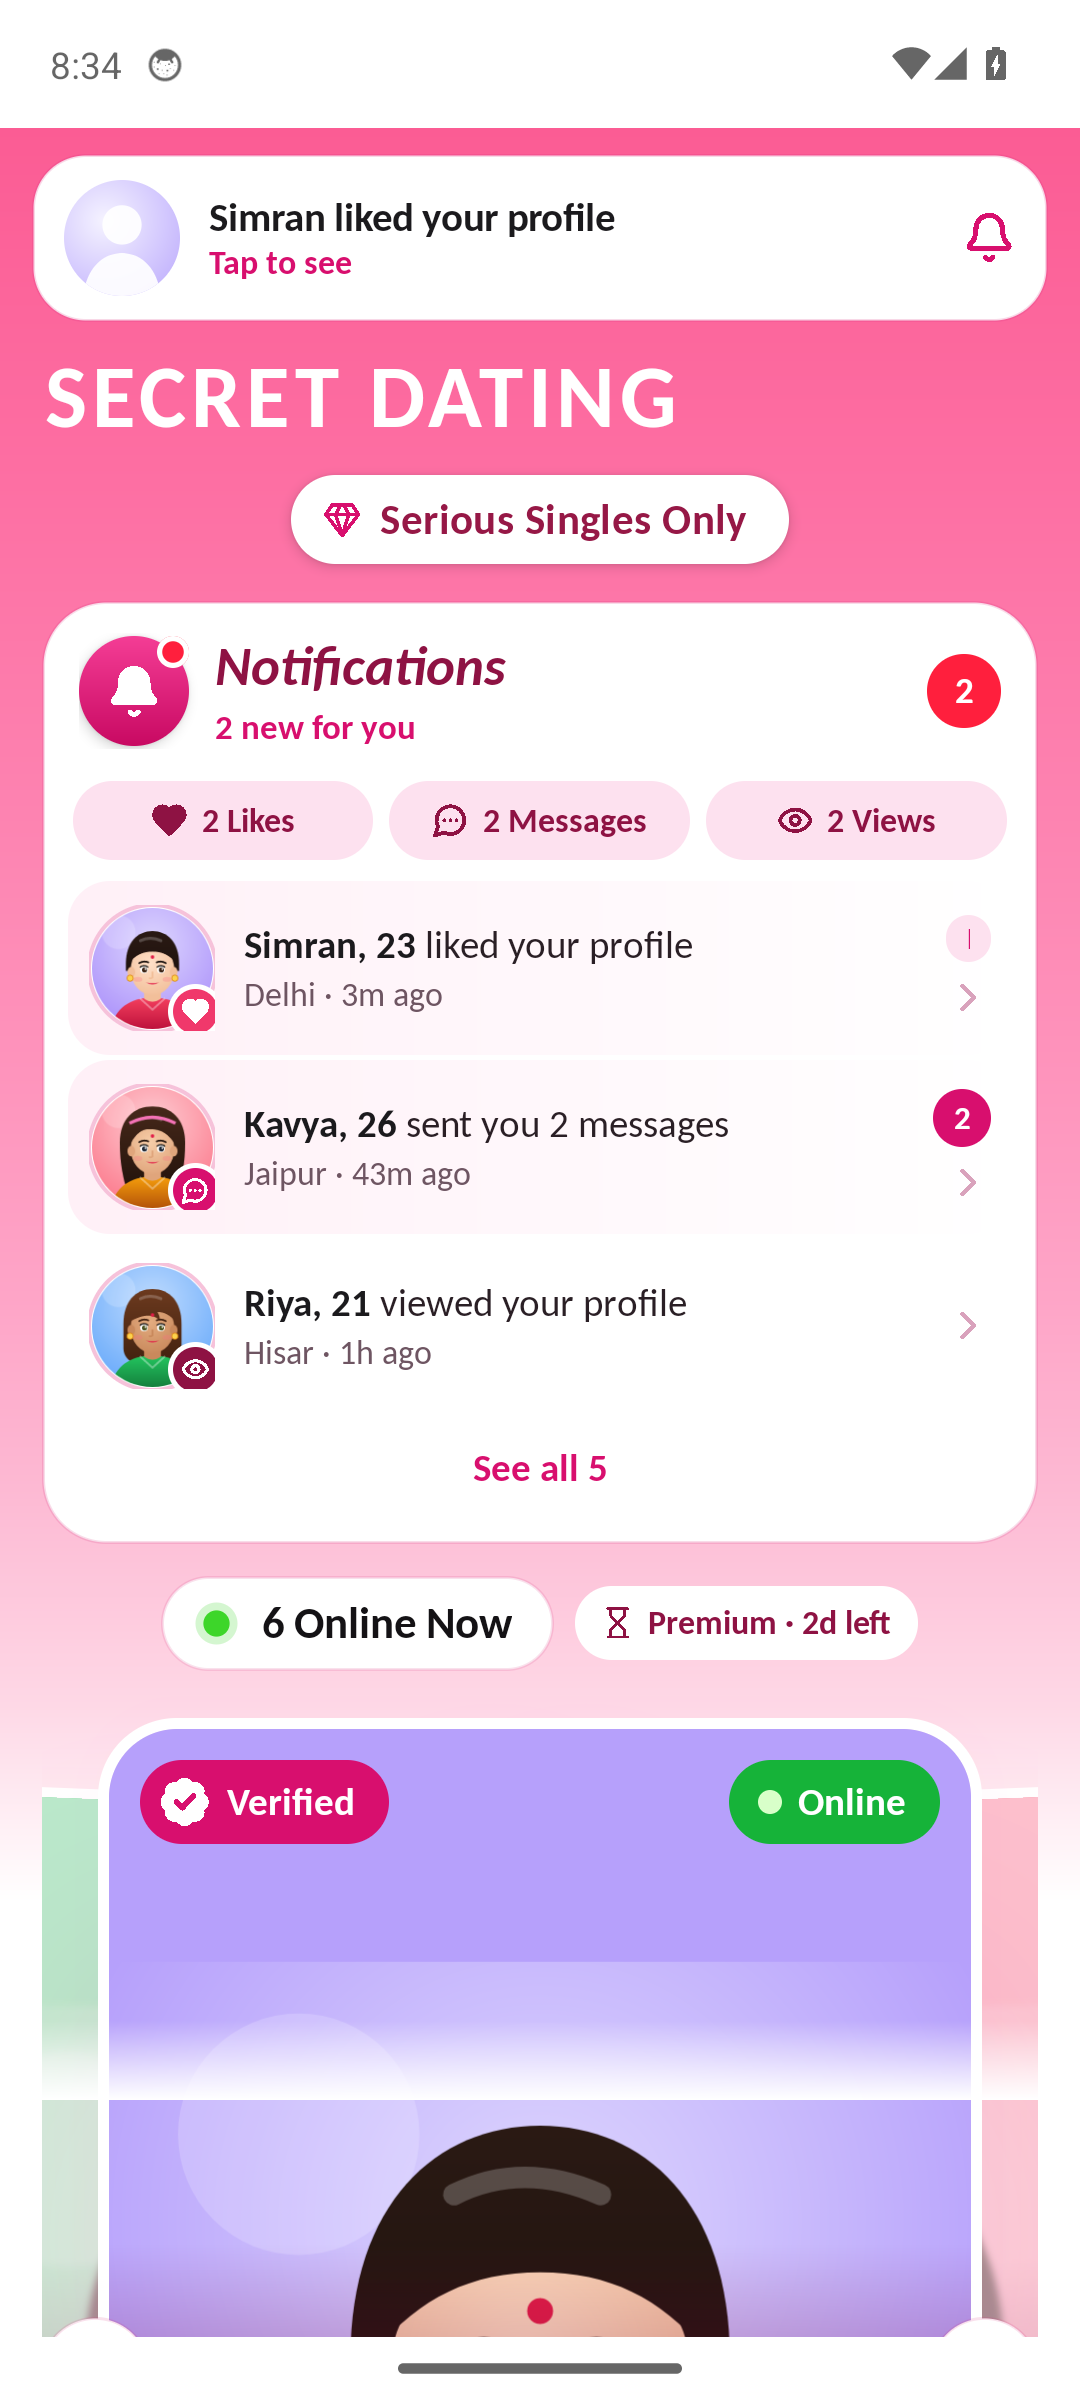 8:34
Simran liked your profile
Tap to see
SECRET DATING
Serious Singles Only
Notifications
2 new for you
2
2 Likes
2 Messages
2 Views
Simran, 23 liked your profile
Delhi · 3m ago
Kavya, 26 sent you 2 messages
Jaipur · 43m ago
2
Riya, 21 viewed your profile
Hisar · 1h ago
See all 5
6 Online Now
Premium · 2d left
Verified
Online